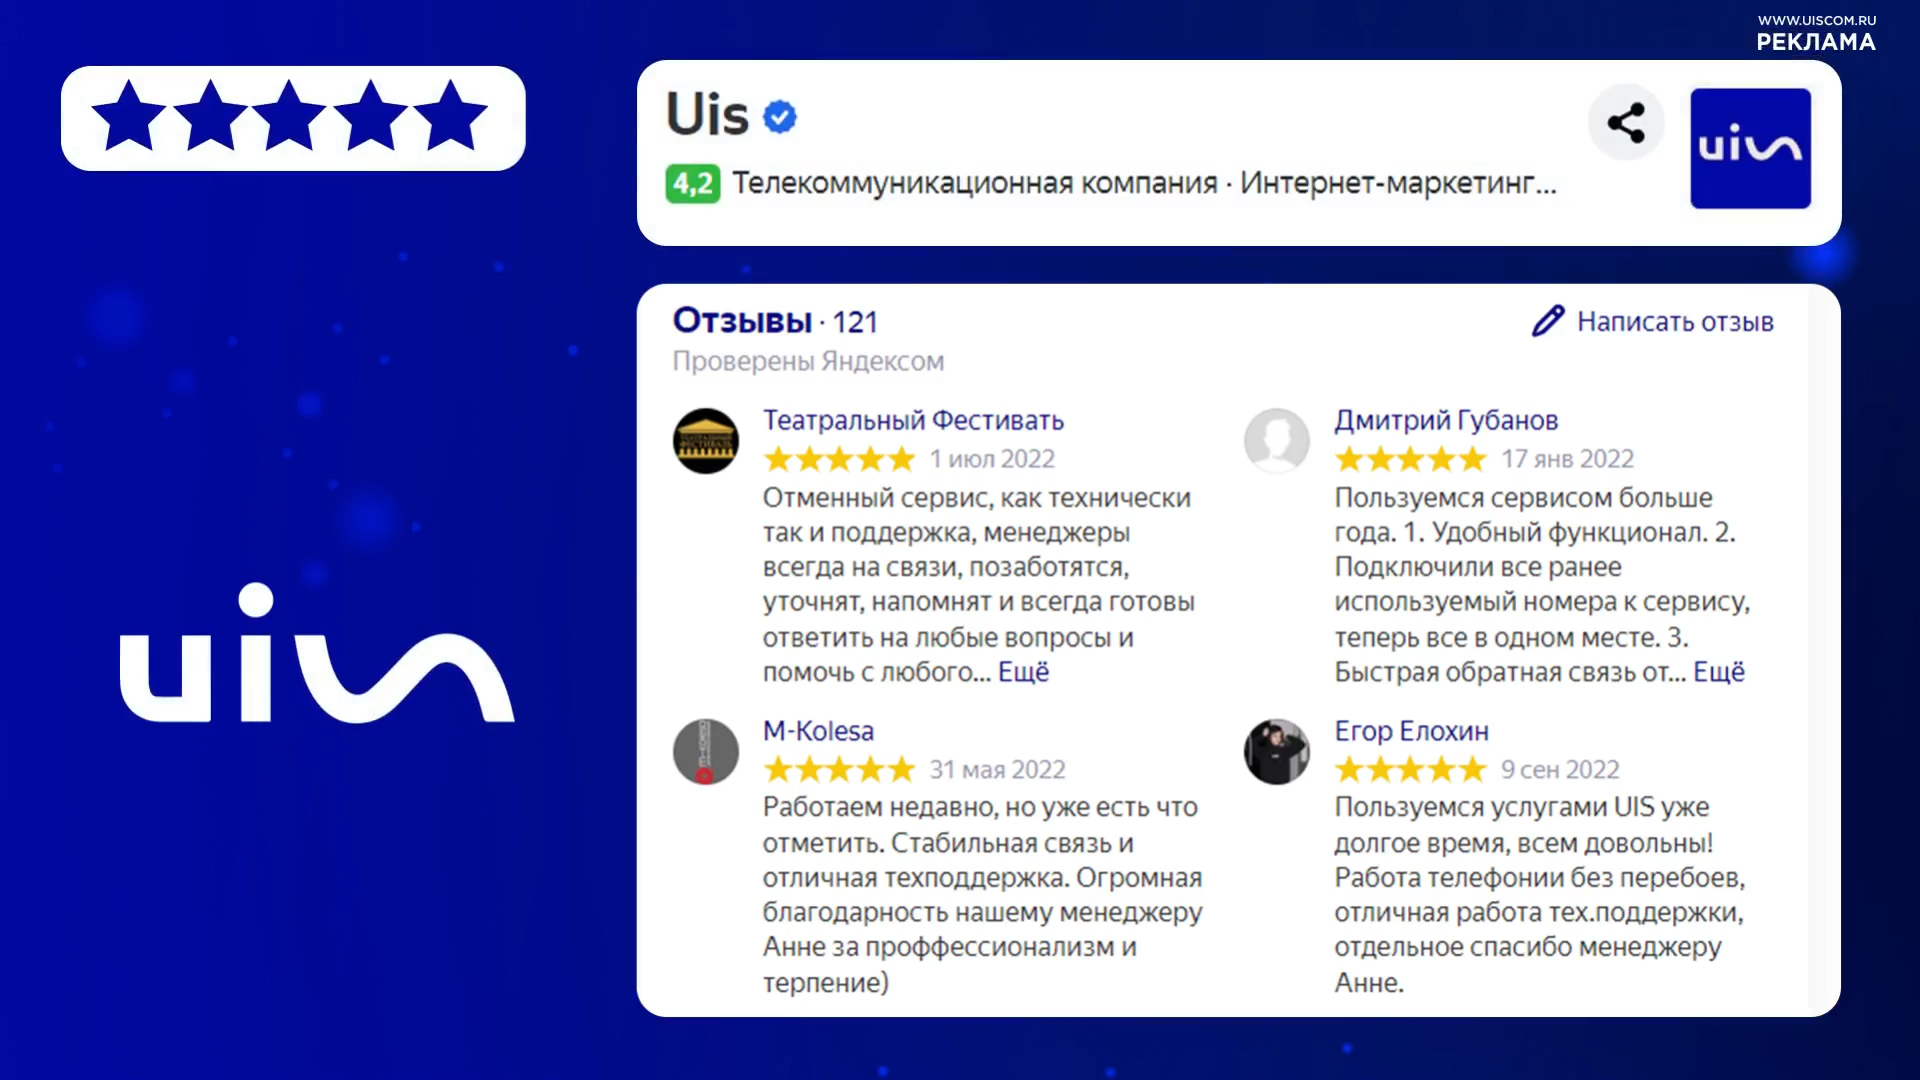 WWW.UISCOM.RU
РЕКЛАМА
Uis
4,2 Телекоммуникационная компания · Интернет-маркетинг...
uis
Отзывы · 121
Написать отзыв
Проверены Яндексом
Театральный Фестивать
1 июл 2022
Отменный сервис, как технически
так и поддержка, менеджеры
всегда на связи, позаботятся,
уточнят, напомнят и всегда готовы
ответить на любые вопросы и
помочь с любого... Ещё
Дмитрий Губанов
17 янв 2022
Пользуемся сервисом больше
года. 1. Удобный функционал. 2.
Подключили все ранее
используемый номера к сервису,
теперь все в одном месте. 3.
Быстрая обратная связь от... Ещё
M-Kolesa
31 мая 2022
Работаем недавно, но уже есть что
отметить. Стабильная связь и
отличная техподдержка. Огромная
благодарность нашему менеджеру
Анне за проффессионализм и
терпение)
Егор Елохин
9 сен 2022
Пользуемся услугами UIS уже
долгое время, всем довольны!
Работа телефонии без перебоев,
отличная работа тех.поддержки,
отдельное спасибо менеджеру
Анне.
uis